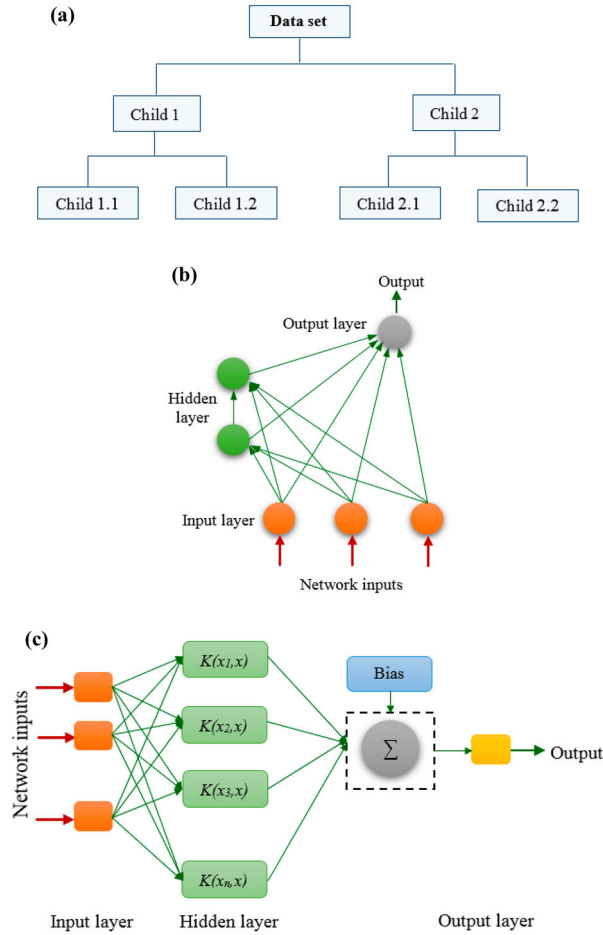 (a)
Data set
Child 1
Child 2
Child 1.1
Child 1.2
Child 2.1
Child 2.2
(b)
Output
Output layer
Hidden
layer
Input layer
Network inputs
(c)
Network inputs
K(x1,x)
K(x2,x)
K(x3,x)
K(xn,x)
Bias
Σ
Output
Input layer
Hidden layer
Output layer